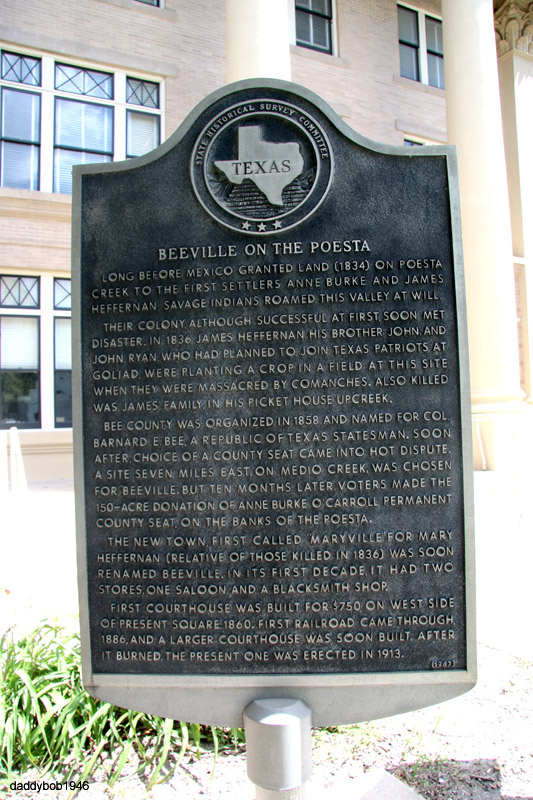 STATE HISTORICAL SURVEY COMMITTEE
TEXAS
BEEVILLE ON THE POESTA
LONG BEFORE MEXICO GRANTED LAND (1834) ON POESTA
CREEK TO THE FIRST SETTLERS ANNE BURKE AND JAMES
HEFFERNAN, SAVAGE INDIANS ROAMED THIS VALLEY AT WILL.
THEIR COLONY, ALTHOUGH SUCCESSFUL AT FIRST, SOON MET
DISASTER. IN 1836 JAMES HEFFERNAN, HIS BROTHER JOHN, AND
JOHN RYAN, WHO HAD PLANNED TO JOIN TEXAS PATRIOTS AT
GOLIAD, WERE PLANTING A CROP IN A FIELD AT THIS SITE
WHEN THEY WERE MASSACRED BY COMANCHES. ALSO KILLED
WAS JAMES' FAMILY IN HIS PICKET HOUSE UPCREEK.
BEE COUNTY WAS ORGANIZED IN 1858 AND NAMED FOR COL.
BARNARD E. BEE, A REPUBLIC OF TEXAS STATESMAN. SOON
AFTER, CHOICE OF A COUNTY SEAT CAME INTO HOT DISPUTE.
A SITE SEVEN MILES EAST, ON MEDIO CREEK, WAS CHOSEN
FOR BEEVILLE. BUT TEN MONTHS LATER, VOTERS MADE THE
150-ACRE DONATION OF ANNE BURKE O'CARROLL PERMANENT
COUNTY SEAT, ON THE BANKS OF THE POESTA.
THE NEW TOWN, FIRST CALLED MARYVILLE FOR MARY
HEFFERNAN (RELATIVE OF THOSE KILLED IN 1836) WAS SOON
RENAMED BEEVILLE. IN ITS FIRST DECADE, IT HAD TWO
STORES, ONE SALOON, AND A BLACKSMITH SHOP.
FIRST COURTHOUSE WAS BUILT FOR $750 ON WEST SIDE
OF PRESENT SQUARE, 1860. FIRST RAILROAD CAME THROUGH,
1886, AND A LARGER COURTHOUSE WAS SOON BUILT. AFTER
IT BURNED, THE PRESENT ONE WAS ERECTED IN 1913.
(1967)
daddybob1946